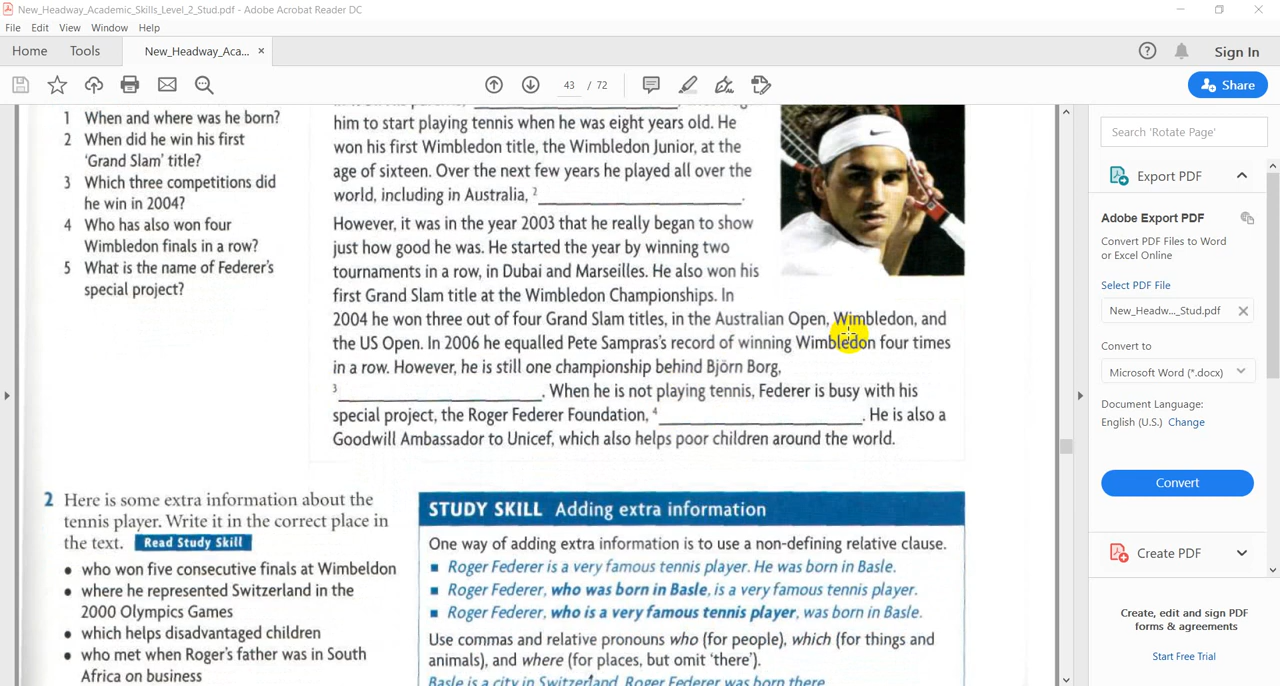 New_Headway_Academic_Skills_Level_2_Stud.pdf - Adobe Acrobat Reader DC
File Edit View Window Help
Home Tools New_Headway_Aca... ×
Sign In
43 / 72
Share
1 When and where was he born?
2 When did he win his first
'Grand Slam' title?
3 Which three competitions did
he win in 2004?
4 Who has also won four
Wimbledon finals in a row?
5 What is the name of Federer's
special project?
him to start playing tennis when he was eight years old. He
won his first Wimbledon title, the Wimbledon Junior, at the
age of sixteen. Over the next few years he played all over the
world, including in Australia, 2 ____________________.
However, it was in the year 2003 that he really began to show
just how good he was. He started the year by winning two
tournaments in a row, in Dubai and Marseilles. He also won his
first Grand Slam title at the Wimbledon Championships. In
2004 he won three out of four Grand Slam titles, in the Australian Open, Wimbledon, and
the US Open. In 2006 he equalled Pete Sampras's record of winning Wimbledon four times
in a row. However, he is still one championship behind Björn Borg,
3 ____________________. When he is not playing tennis, Federer is busy with his
special project, the Roger Federer Foundation, 4 ____________________. He is also a
Goodwill Ambassador to Unicef, which also helps poor children around the world.
2 Here is some extra information about the
tennis player. Write it in the correct place in
the text. Read Study Skill
• who won five consecutive finals at Wimbeldon
• where he represented Switzerland in the
2000 Olympics Games
• which helps disadvantaged children
• who met when Roger's father was in South
Africa on business
STUDY SKILL Adding extra information
One way of adding extra information is to use a non-defining relative clause.
■ Roger Federer is a very famous tennis player. He was born in Basle.
■ Roger Federer, who was born in Basle, is a very famous tennis player.
■ Roger Federer, who is a very famous tennis player, was born in Basle.
Use commas and relative pronouns who (for people), which (for things and
animals), and where (for places, but omit 'there').
Basle is a city in Switzerland. Roger Federer was born there.
Search 'Rotate Page'
Export PDF
Adobe Export PDF
Convert PDF Files to Word
or Excel Online
Select PDF File
New_Headw..._Stud.pdf
Convert to
Microsoft Word (*.docx)
Document Language:
English (U.S.) Change
Convert
Create PDF
Create, edit and sign PDF
forms & agreements
Start Free Trial